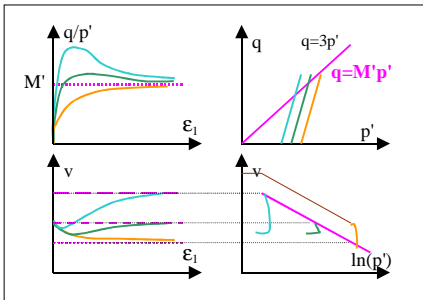 q/p'
M'
ε1
q
q=3p'
q=M'p'
p'
v
ε1
v
ln(p')